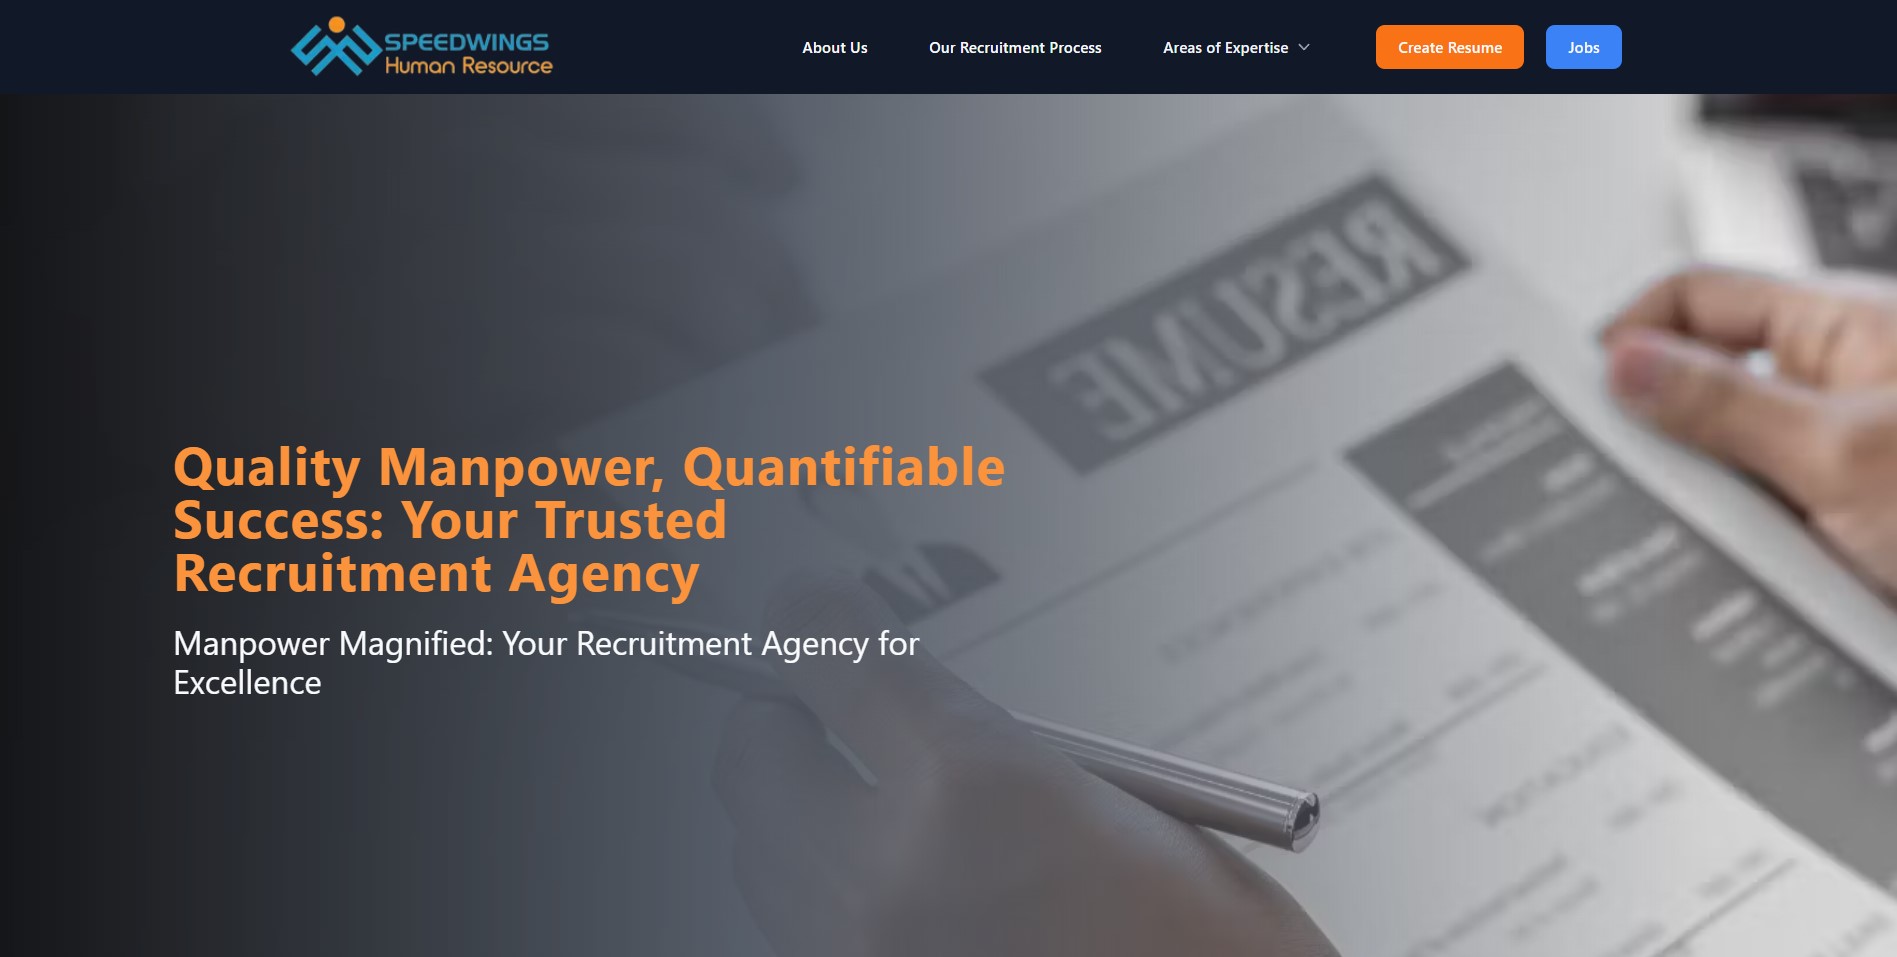 SPEEDWINGS
Human Resource
About Us
Our Recruitment Process
Areas of Expertise
Create Resume
Jobs
RESUME
Quality Manpower, Quantifiable
Success: Your Trusted
Recruitment Agency
Manpower Magnified: Your Recruitment Agency for
Excellence